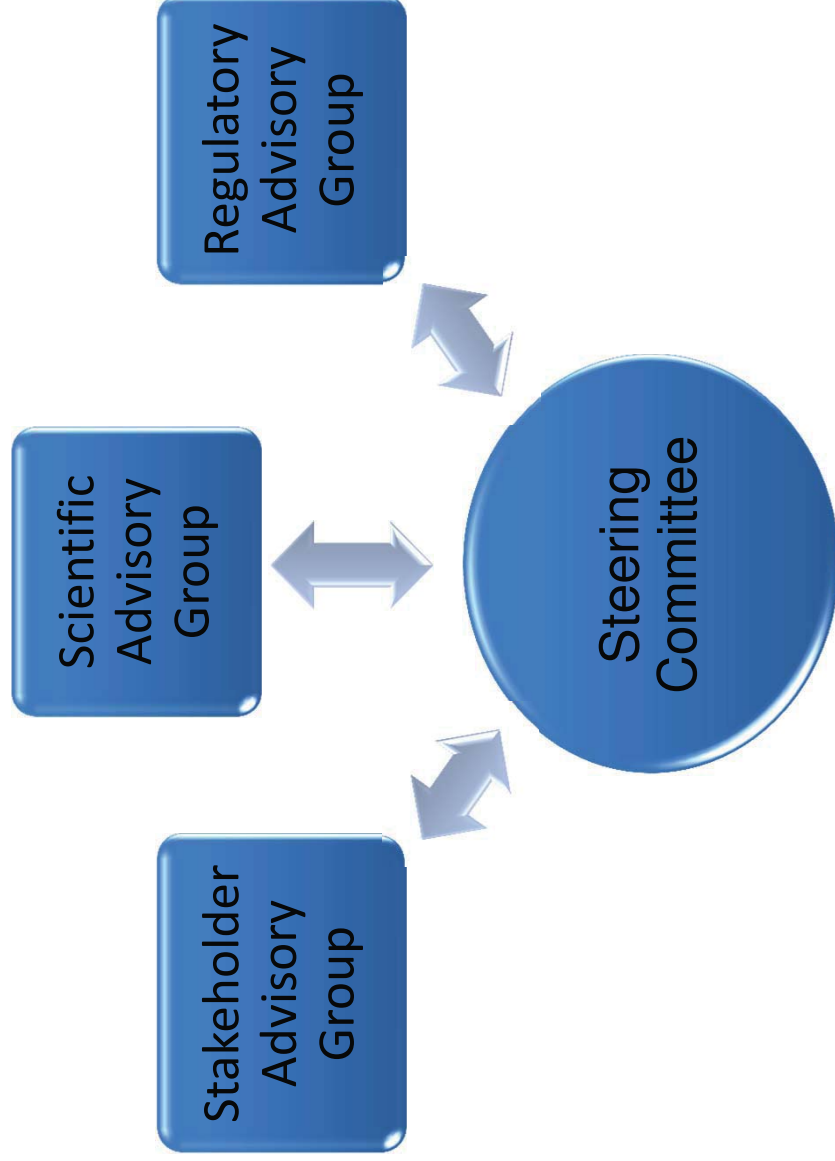 Stakeholder
Advisory
Group
Scientific
Advisory
Group
Regulatory
Advisory
Group
Steering
Committee